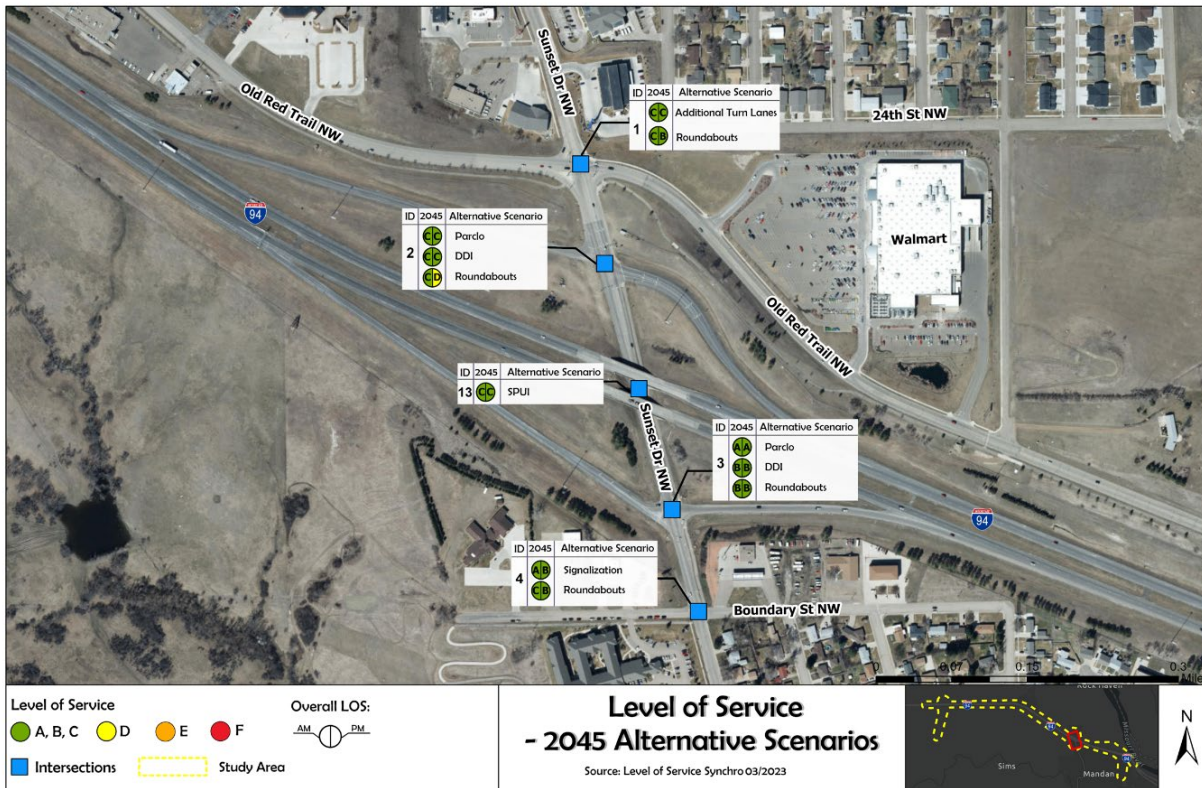 Sunset Dr NW
Old Red Trail NW
ID 2045 Alternative Scenario
1
C C Additional Turn Lanes
C B Roundabouts
24th St NW
94
ID 2045 Alternative Scenario
2
C C Parclo
C C DDI
C D Roundabouts
Walmart
Old Red Trail NW
ID 2045 Alternative Scenario
13 C C SPUI
Sunset Dr NW
ID 2045 Alternative Scenario
3
A A Parclo
B B DDI
B B Roundabouts
94
ID 2045 Alternative Scenario
4
A B Signalization
C B Roundabouts
Boundary St NW
0 0.07 0.15 0.3
Level of Service
A, B, C D E F
Overall LOS:
AM PM
Intersections Study Area
Level of Service
- 2045 Alternative Scenarios
Source: Level of Service Synchro 03/2023
94
94
94
Sims
Mandan
N